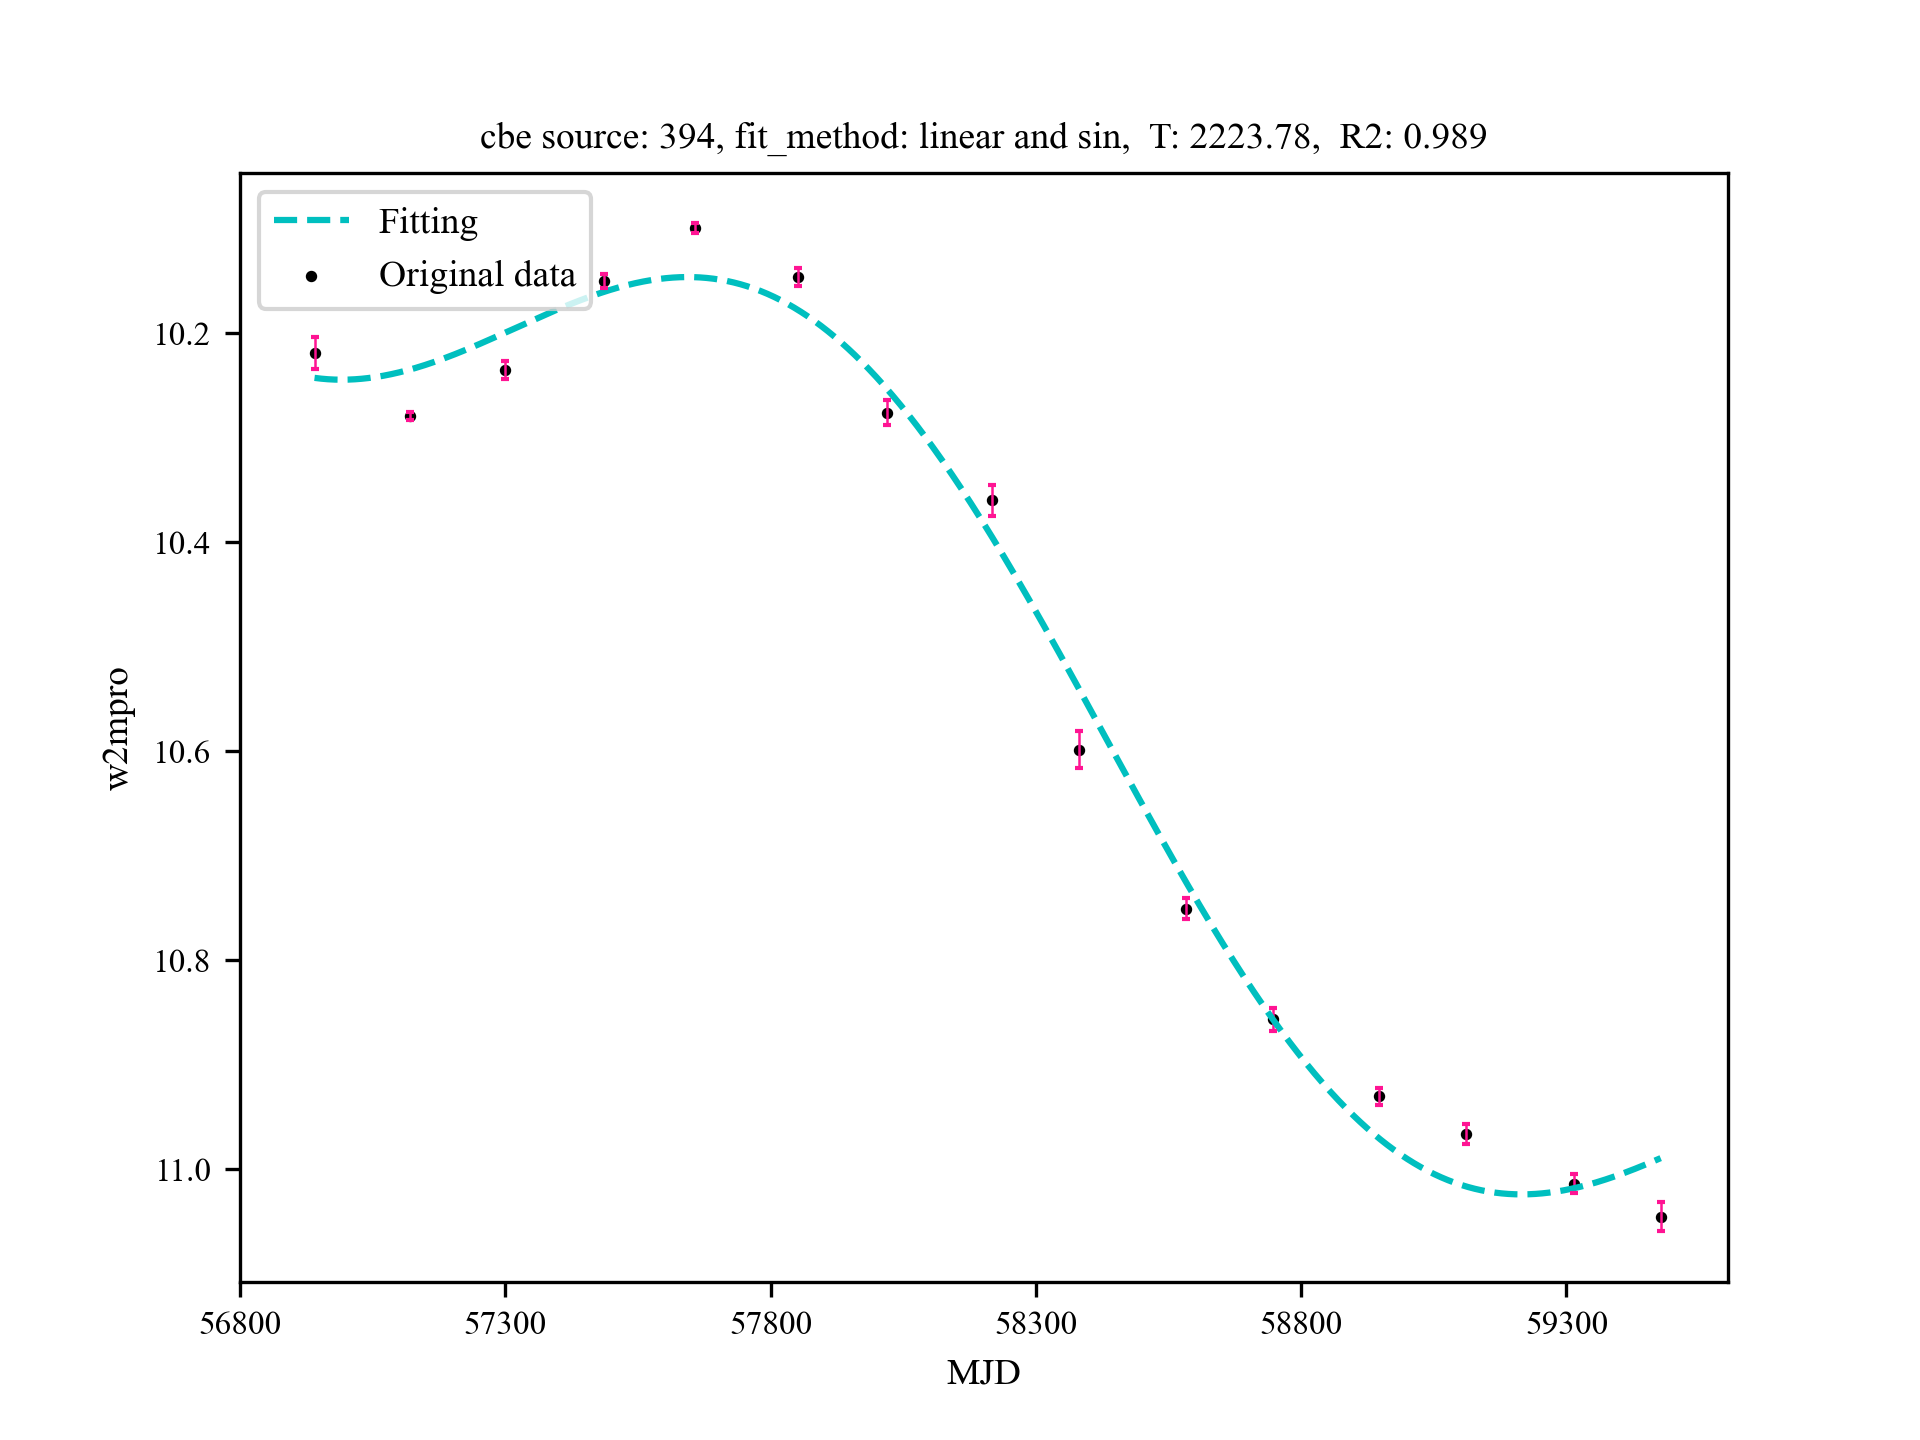 cbe source: 394, fit_method: linear and sin,  T: 2223.78,  R2: 0.989
Fitting
Original data
10.2
10.4
10.6
10.8
11.0
w2mpro
56800 57300 57800 58300 58800 59300
MJD